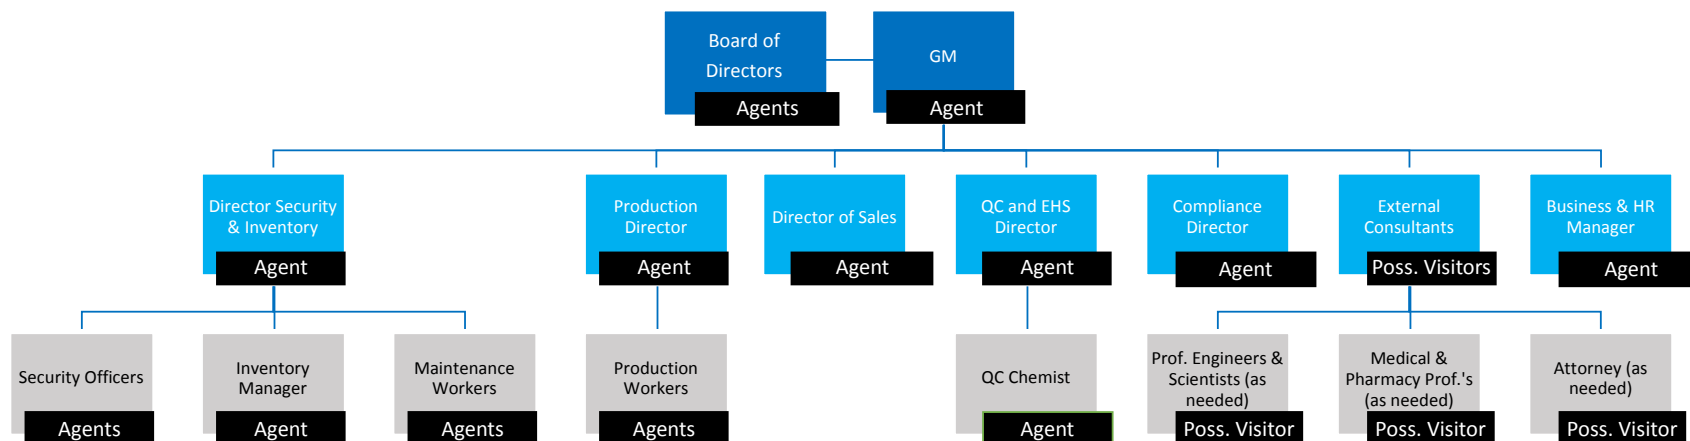 Board of
Directors
Agents
GM
Agent
Director Security
& Inventory
Agent
Production
Director
Agent
Director of Sales
Agent
QC and EHS
Director
Agent
Compliance
Director
Agent
External
Consultants
Poss. Visitors
Business & HR
Manager
Agent
Security Officers
Agents
Inventory
Manager
Agent
Maintenance
Workers
Agents
Production
Workers
Agents
QC Chemist
Agent
Prof. Engineers &
Scientists (as
needed)
Poss. Visitor
Medical &
Pharmacy Prof.'s
(as needed)
Poss. Visitor
Attorney (as
needed)
Poss. Visitor